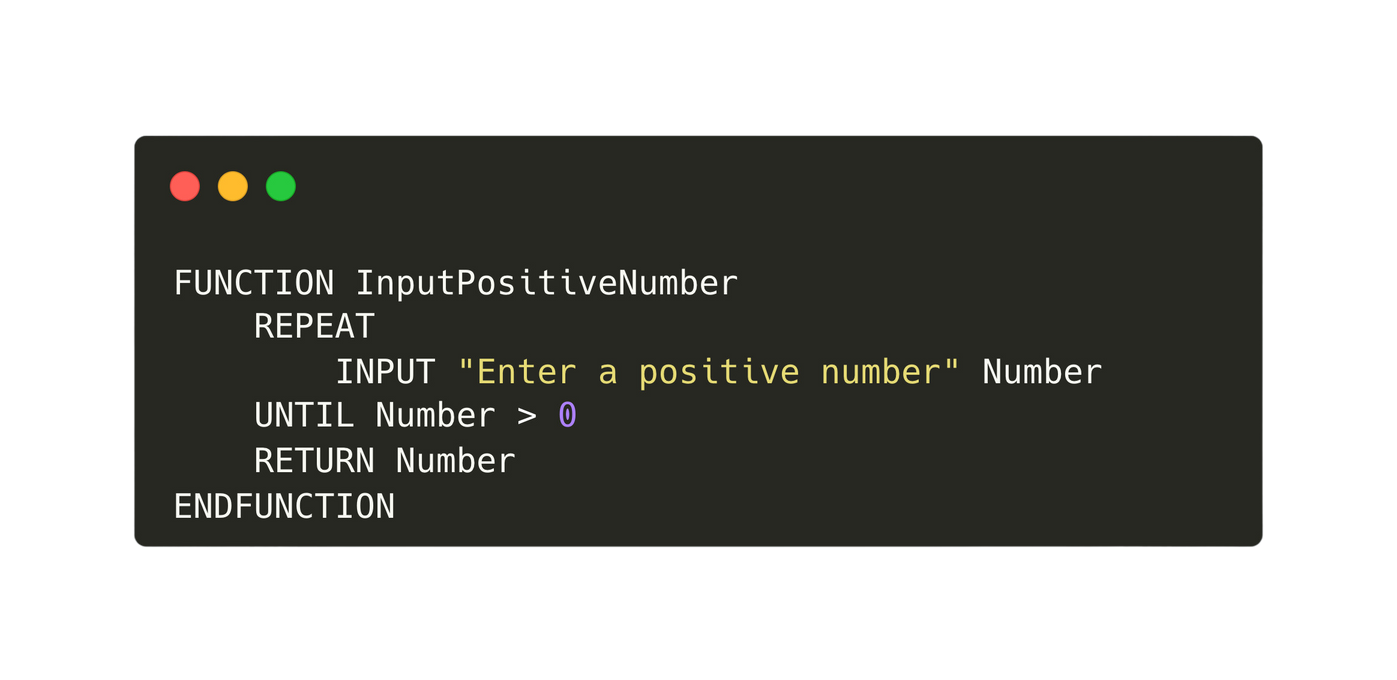 FUNCTION InputPositiveNumber
    REPEAT
        INPUT "Enter a positive number" Number
    UNTIL Number > 0
    RETURN Number
ENDFUNCTION